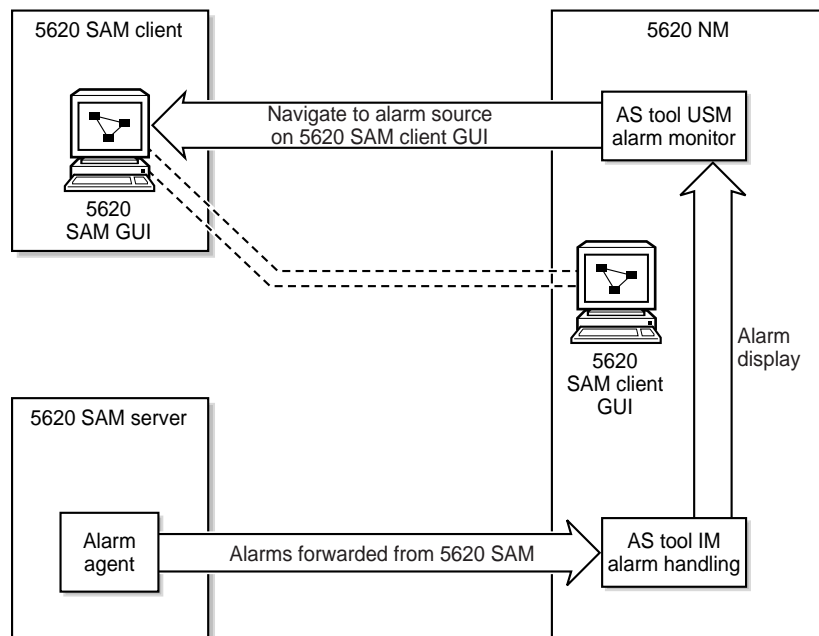 5620 SAM client
5620 NM
Navigate to alarm source
on 5620 SAM client GUI
AS tool USM
alarm monitor
5620
SAM GUI
Alarm
display
5620
SAM client
GUI
5620 SAM server
Alarm
agent
Alarms forwarded from 5620 SAM
AS tool IM
alarm handling